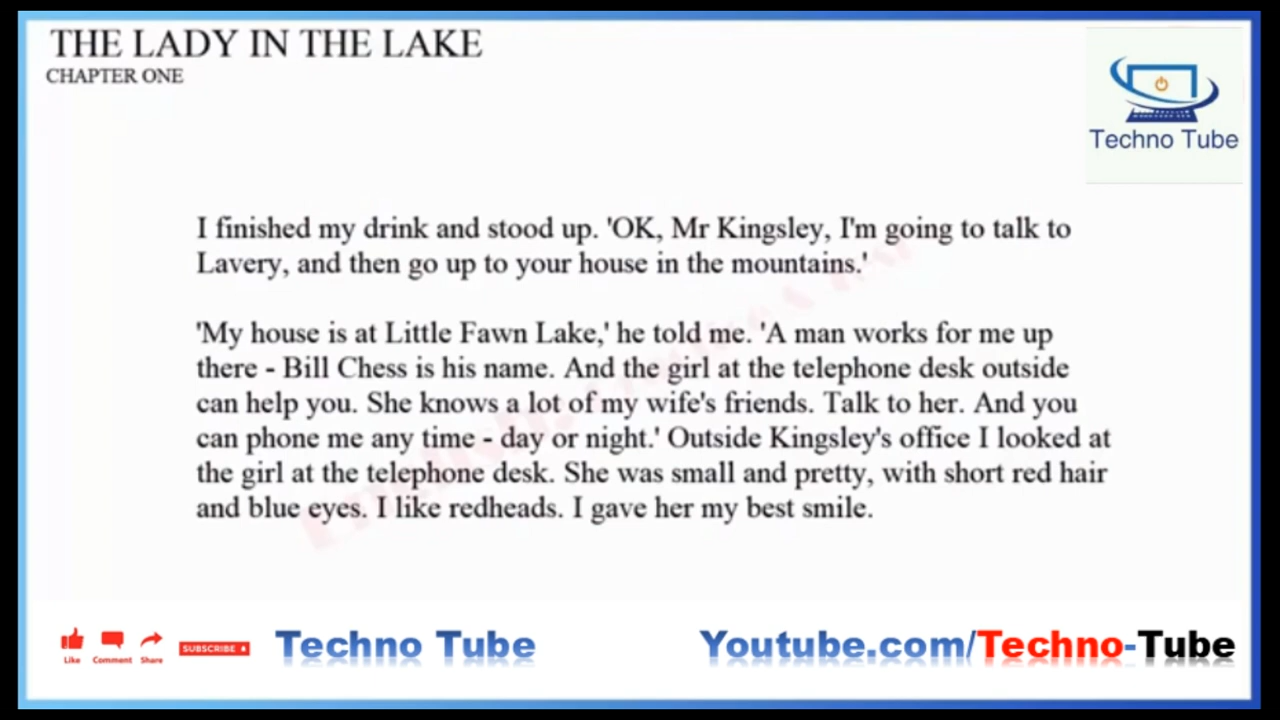 THE LADY IN THE LAKE
CHAPTER ONE
Techno Tube
I finished my drink and stood up. 'OK, Mr Kingsley, I'm going to talk to
Lavery, and then go up to your house in the mountains.'
'My house is at Little Fawn Lake,' he told me. 'A man works for me up
there - Bill Chess is his name. And the girl at the telephone desk outside
can help you. She knows a lot of my wife's friends. Talk to her. And you
can phone me any time - day or night.' Outside Kingsley's office I looked at
the girl at the telephone desk. She was small and pretty, with short red hair
and blue eyes. I like redheads. I gave her my best smile.
Like Comment Share SUBSCRIBE Techno Tube Youtube.com/Techno-Tube